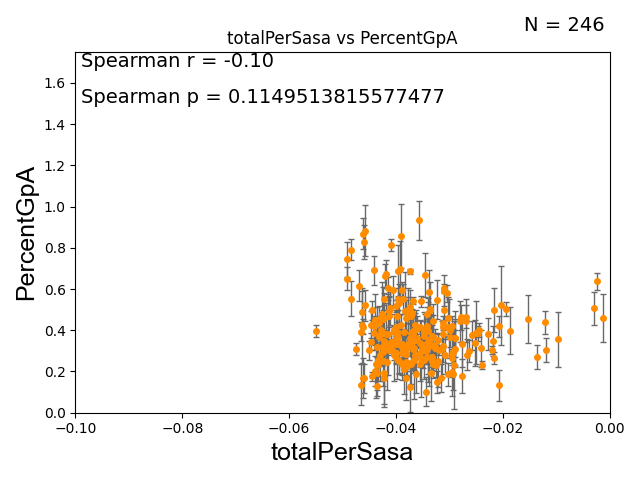 N = 246
totalPerSasa vs PercentGpA
Spearman r = -0.10
Spearman p = 0.1149513815577477
PercentGpA
1.6
1.4
1.2
1.0
0.8
0.6
0.4
0.2
0.0
−0.10 −0.08 −0.06 −0.04 −0.02 0.00
totalPerSasa